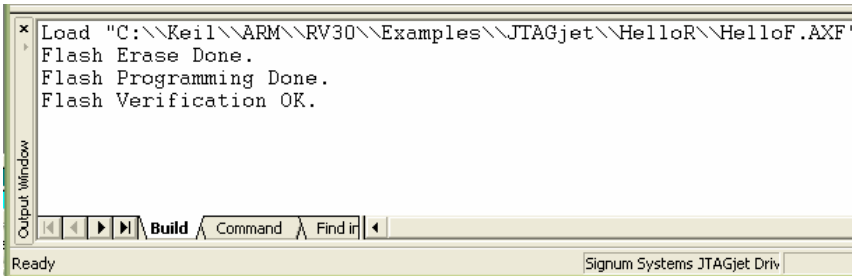 Load "C:\\Keil\\ARM\\RV30\\Examples\\JTAGjet\\HelloR\\HelloF.AXF"
Flash Erase Done.
Flash Programming Done.
Flash Verification OK.
Output Window
Build Command Find in
Ready Signum Systems JTAGjet Driv